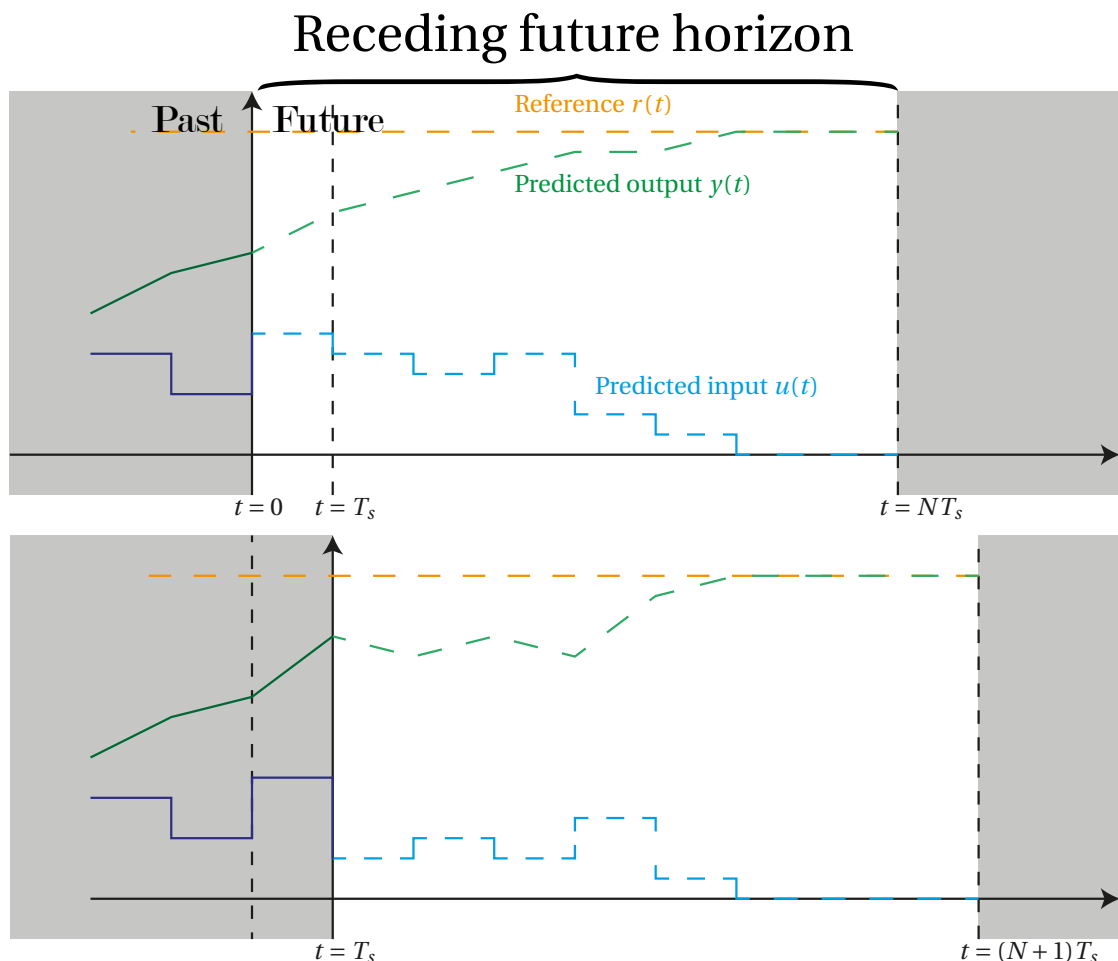 Receding future horizon
Past Future
Reference r(t)
Predicted output y(t)
Predicted input u(t)
t = 0 t = T_s t = NT_s
t = T_s t = (N + 1)T_s